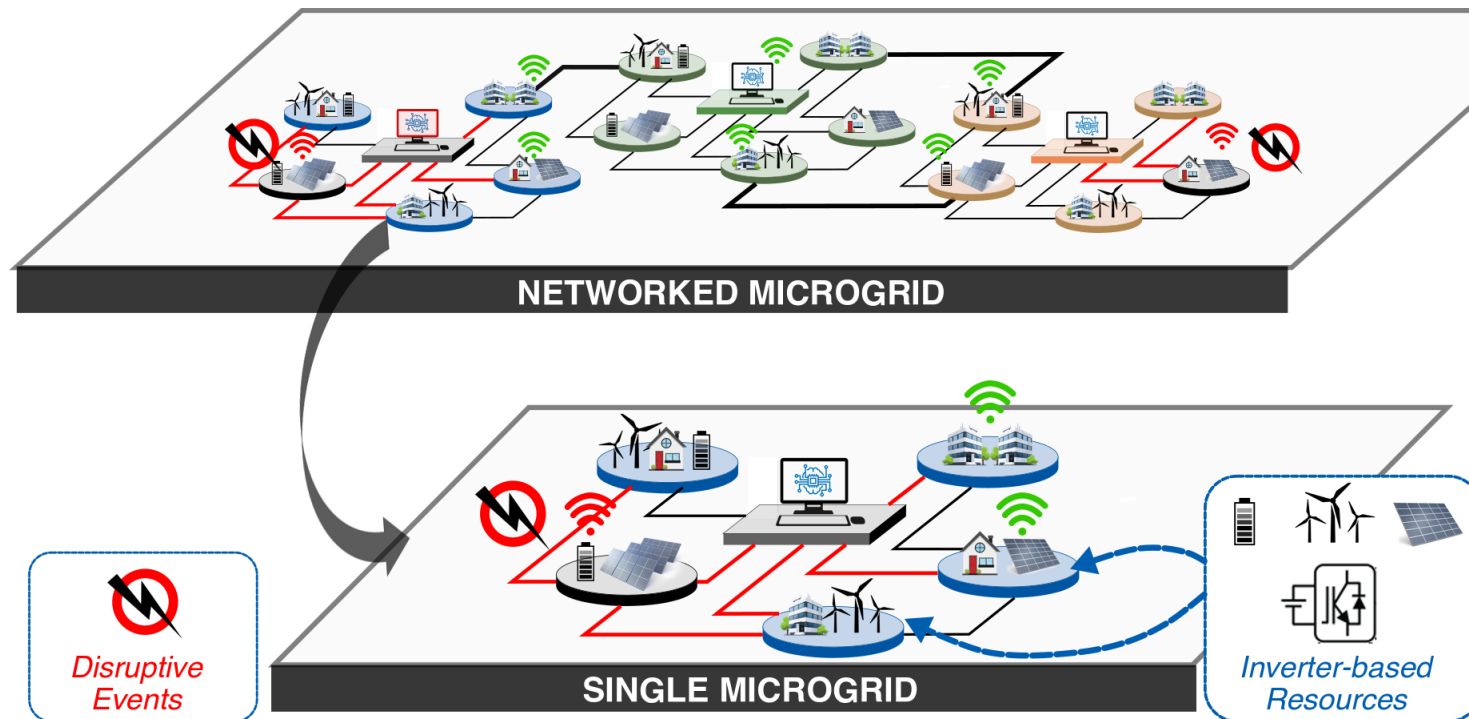 NETWORKED MICROGRID
SINGLE MICROGRID
Disruptive
Events
Inverter-based
Resources